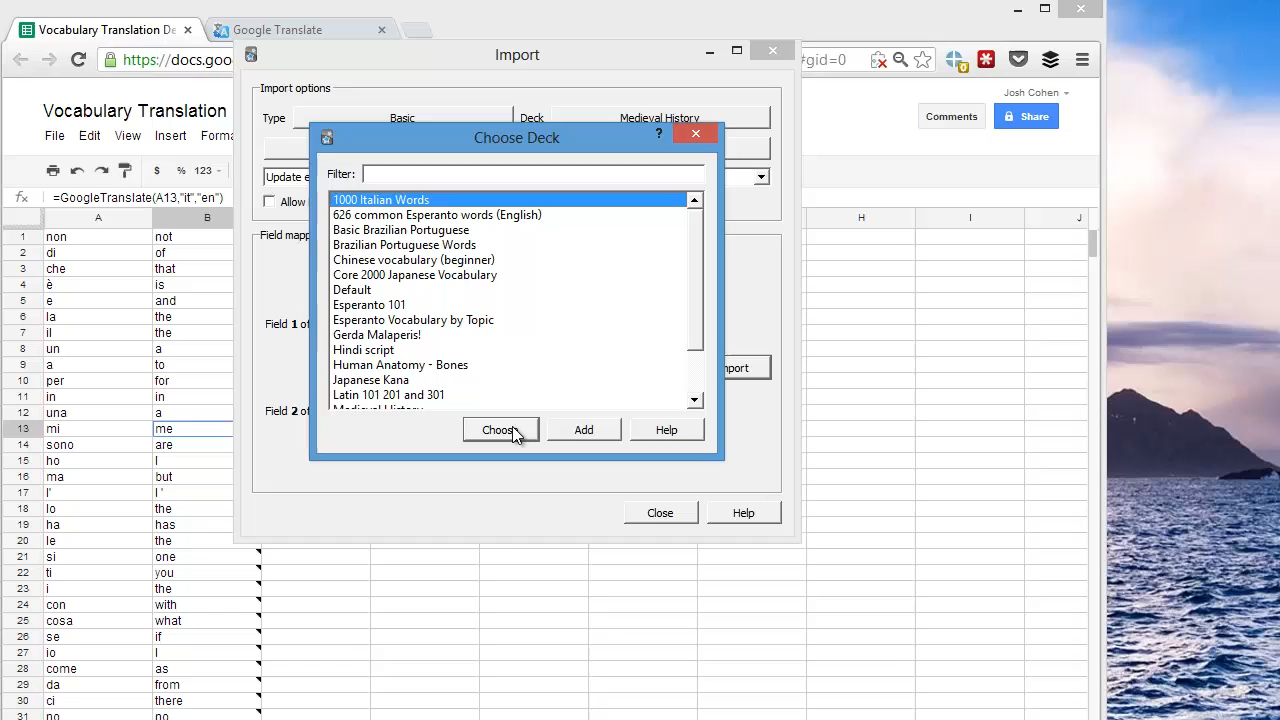 Vocabulary Translation De
Google Translate
https://docs.goo
#gid=0
Import
Josh Cohen
Vocabulary Translation
Comments
Share
File Edit View Insert Forma
$ % 123
fx =GoogleTranslate(A13,"it","en")
Import options
Type Basic Deck Medieval History
Update e
Allow
Field mapp
Field 1 of
Field 2 of
Import
Close Help
Choose Deck
?
Filter:
1000 Italian Words
626 common Esperanto words (English)
Basic Brazilian Portuguese
Brazilian Portuguese Words
Chinese vocabulary (beginner)
Core 2000 Japanese Vocabulary
Default
Esperanto 101
Esperanto Vocabulary by Topic
Gerda Malaperis!
Hindi script
Human Anatomy - Bones
Japanese Kana
Latin 101 201 and 301
Medieval History
Choose Add Help
A B H I J
1 non not
2 di of
3 che that
4 è is
5 e and
6 la the
7 il the
8 un a
9 a to
10 per for
11 in in
12 una a
13 mi me
14 sono are
15 ho I
16 ma but
17 l' l '
18 lo the
19 ha has
20 le the
21 si one
22 ti you
23 i the
24 con with
25 cosa what
26 se if
27 io I
28 come as
29 da from
30 ci there
31 no no